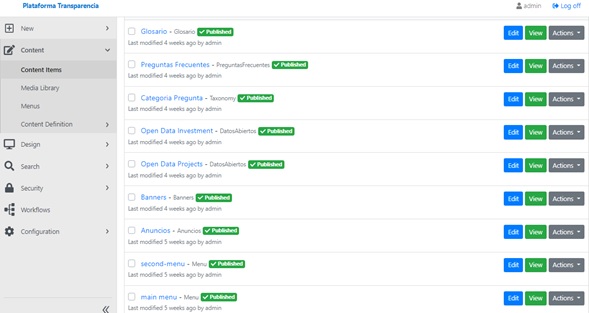 Plataforma Transparencia
admin Log off
New
Content
Content Items
Media Library
Menus
Content Definition
Design
Search
Security
Workflows
Configuration
Glosario - Glosario Published Edit View Actions
Last modified 4 weeks ago by admin
Preguntas Frecuentes - PreguntasFrecuentes Published Edit View Actions
Last modified 4 weeks ago by admin
Categoria Pregunta - Taxonomy Published Edit View Actions
Last modified 4 weeks ago by admin
Open Data Investment - DatosAbiertos Published Edit View Actions
Last modified 4 weeks ago by admin
Open Data Projects - DatosAbiertos Published Edit View Actions
Last modified 4 weeks ago by admin
Banners - Banners Published Edit View Actions
Last modified 4 weeks ago by admin
Anuncios - Anuncios Published Edit View Actions
Last modified 5 weeks ago by admin
second-menu - Menu Published Edit View Actions
Last modified 5 weeks ago by admin
main menu - Menu Published Edit View Actions
Last modified 5 weeks ago by admin